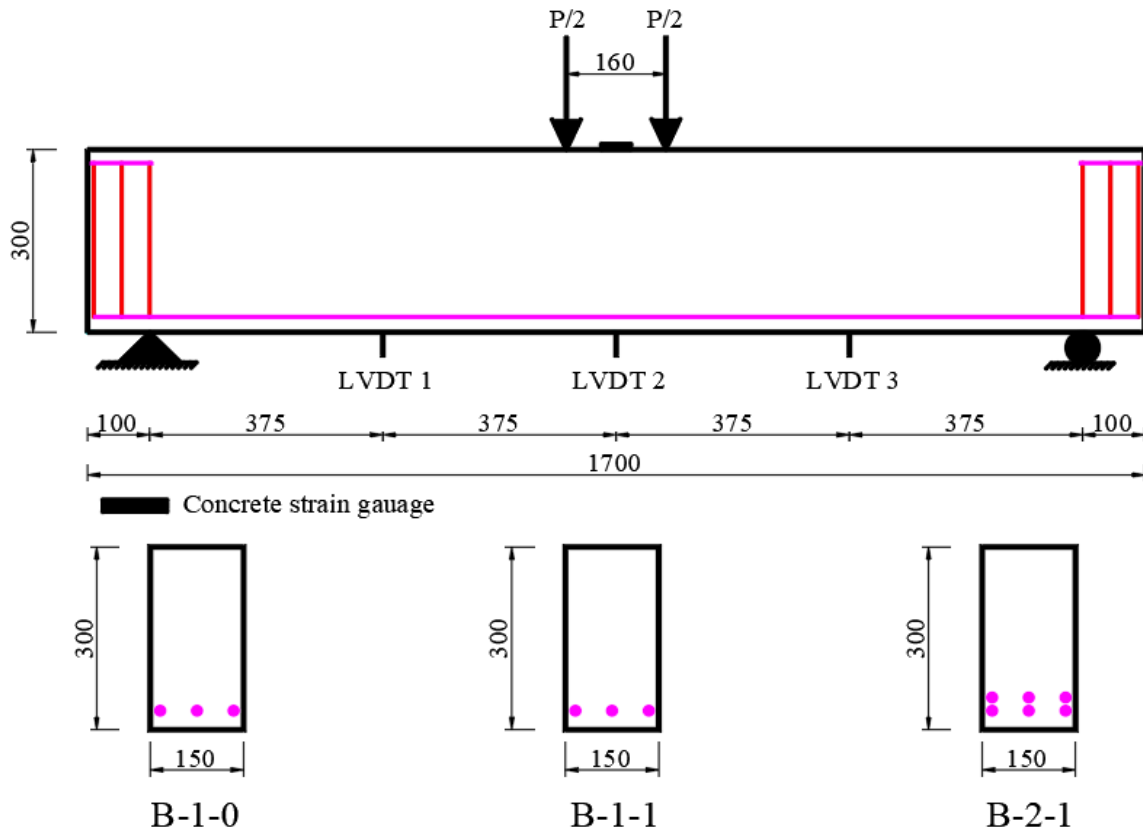 P/2 P/2
160
300
LVDT 1 LVDT 2 LVDT 3
100 375 375 375 375 100
1700
Concrete strain gauage
300 300 300
150 150 150
B-1-0 B-1-1 B-2-1